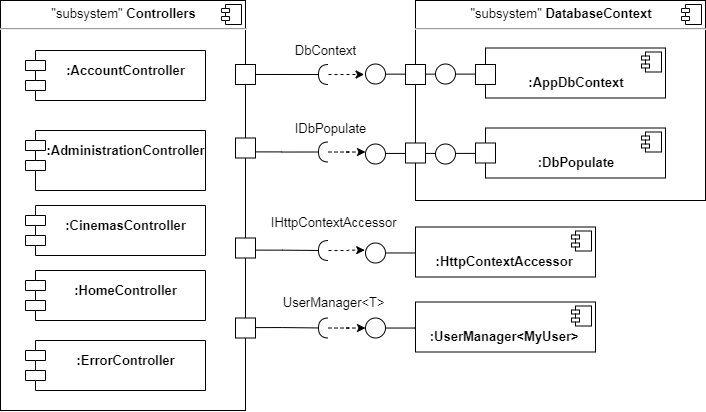 "subsystem" Controllers
:AccountController
:AdministrationController
:CinemasController
:HomeController
:ErrorController
DbContext
IDbPopulate
IHttpContextAccessor
UserManager<T>
"subsystem" DatabaseContext
:AppDbContext
:DbPopulate
:HttpContextAccessor
:UserManager<MyUser>